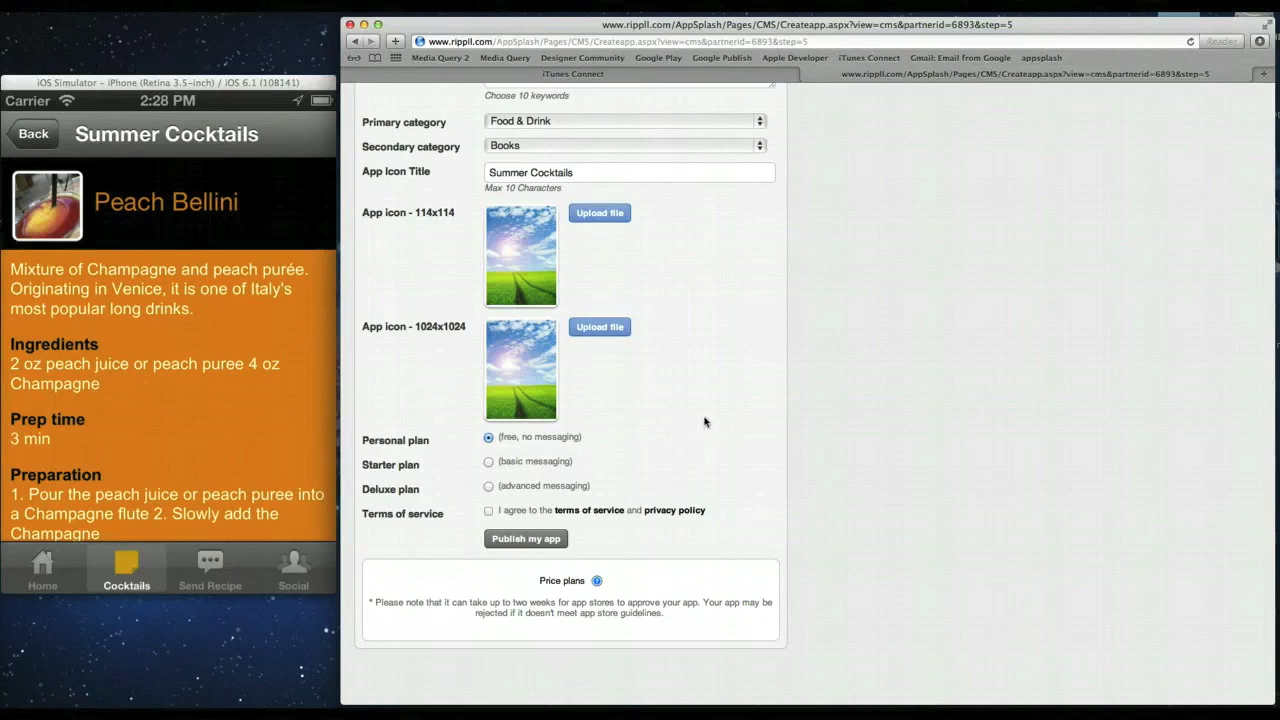 iOS Simulator - iPhone (Retina 3.5-inch) / iOS 6.1 (10B141)
Carrier
2:28 PM
Back
Summer Cocktails
Peach Bellini
Mixture of Champagne and peach purée.
Originating in Venice, it is one of Italy's
most popular long drinks.
Ingredients
2 oz peach juice or peach puree 4 oz
Champagne
Prep time
3 min
Preparation
1. Pour the peach juice or peach puree into
a Champagne flute 2. Slowly add the
Champagne
Home
Cocktails
Send Recipe
Social
www.rippll.com/AppSplash/Pages/CMS/Createapp.aspx?view=cms&partnerid=6893&step=5
www.rippll.com/AppSplash/Pages/CMS/Createapp.aspx?view=cms&partnerid=6893&step=5
Reader
Media Query 2
Media Query
Designer Community
Google Play
Google Publish
Apple Developer
iTunes Connect
Gmail: Email from Google
appsplash
iTunes Connect
www.rippll.com/AppSplash/Pages/CMS/Createapp.aspx?view=cms&partnerid=6893&step=5
Choose 10 keywords
Primary category
Food & Drink
Secondary category
Books
App Icon Title
Summer Cocktails
Max 10 Characters
App icon - 114x114
Upload file
App icon - 1024x1024
Upload file
Personal plan
(free, no messaging)
Starter plan
(basic messaging)
Deluxe plan
(advanced messaging)
Terms of service
I agree to the terms of service and privacy policy
Publish my app
Price plans ?
* Please note that it can take up to two weeks for app stores to approve your app. Your app may be
rejected if it doesn't meet app store guidelines.